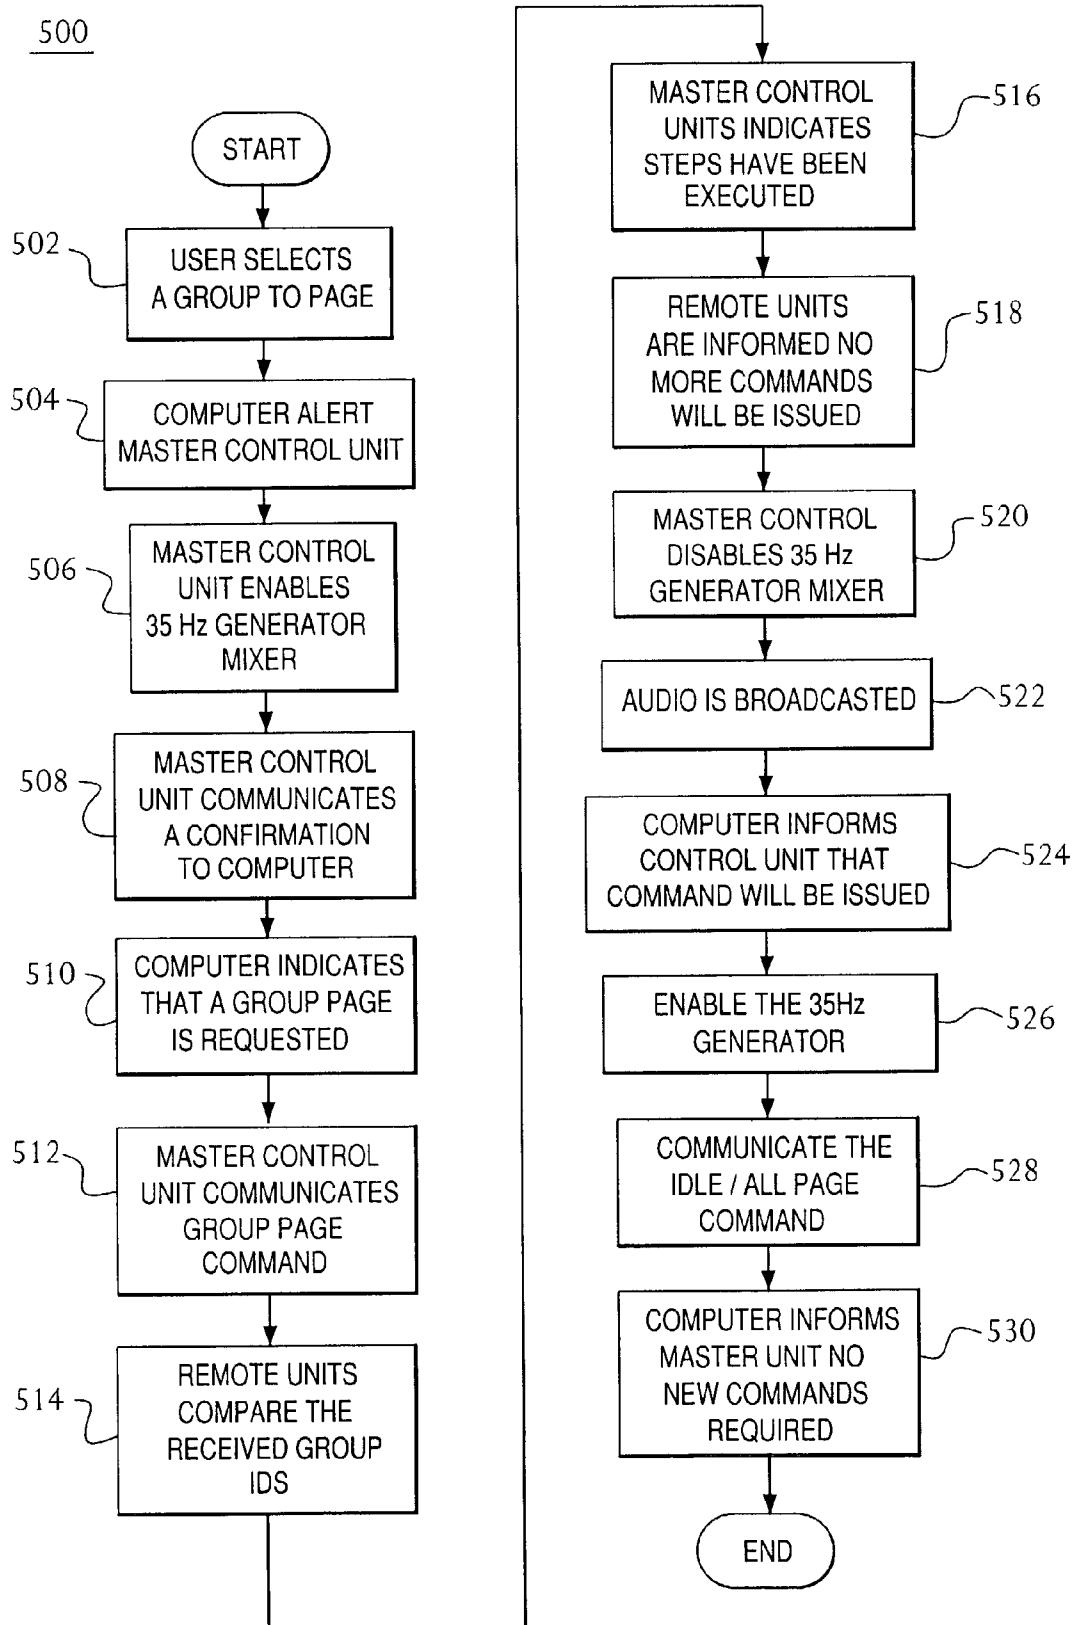 500
START
502
USER SELECTS
A GROUP TO PAGE
504
COMPUTER ALERT
MASTER CONTROL UNIT
506
MASTER CONTROL
UNIT ENABLES
35 Hz GENERATOR
MIXER
508
MASTER CONTROL
UNIT COMMUNICATES
A CONFIRMATION
TO COMPUTER
510
COMPUTER INDICATES
THAT A GROUP PAGE
IS REQUESTED
512
MASTER CONTROL
UNIT COMMUNICATES
GROUP PAGE
COMMAND
514
REMOTE UNITS
COMPARE THE
RECEIVED GROUP
IDS
MASTER CONTROL
UNITS INDICATES
STEPS HAVE BEEN
EXECUTED
516
REMOTE UNITS
ARE INFORMED NO
MORE COMMANDS
WILL BE ISSUED
518
MASTER CONTROL
DISABLES 35 Hz
GENERATOR MIXER
520
AUDIO IS BROADCASTED
522
COMPUTER INFORMS
CONTROL UNIT THAT
COMMAND WILL BE ISSUED
524
ENABLE THE 35Hz
GENERATOR
526
COMMUNICATE THE
IDLE / ALL PAGE
COMMAND
528
COMPUTER INFORMS
MASTER UNIT NO
NEW COMMANDS
REQUIRED
530
END